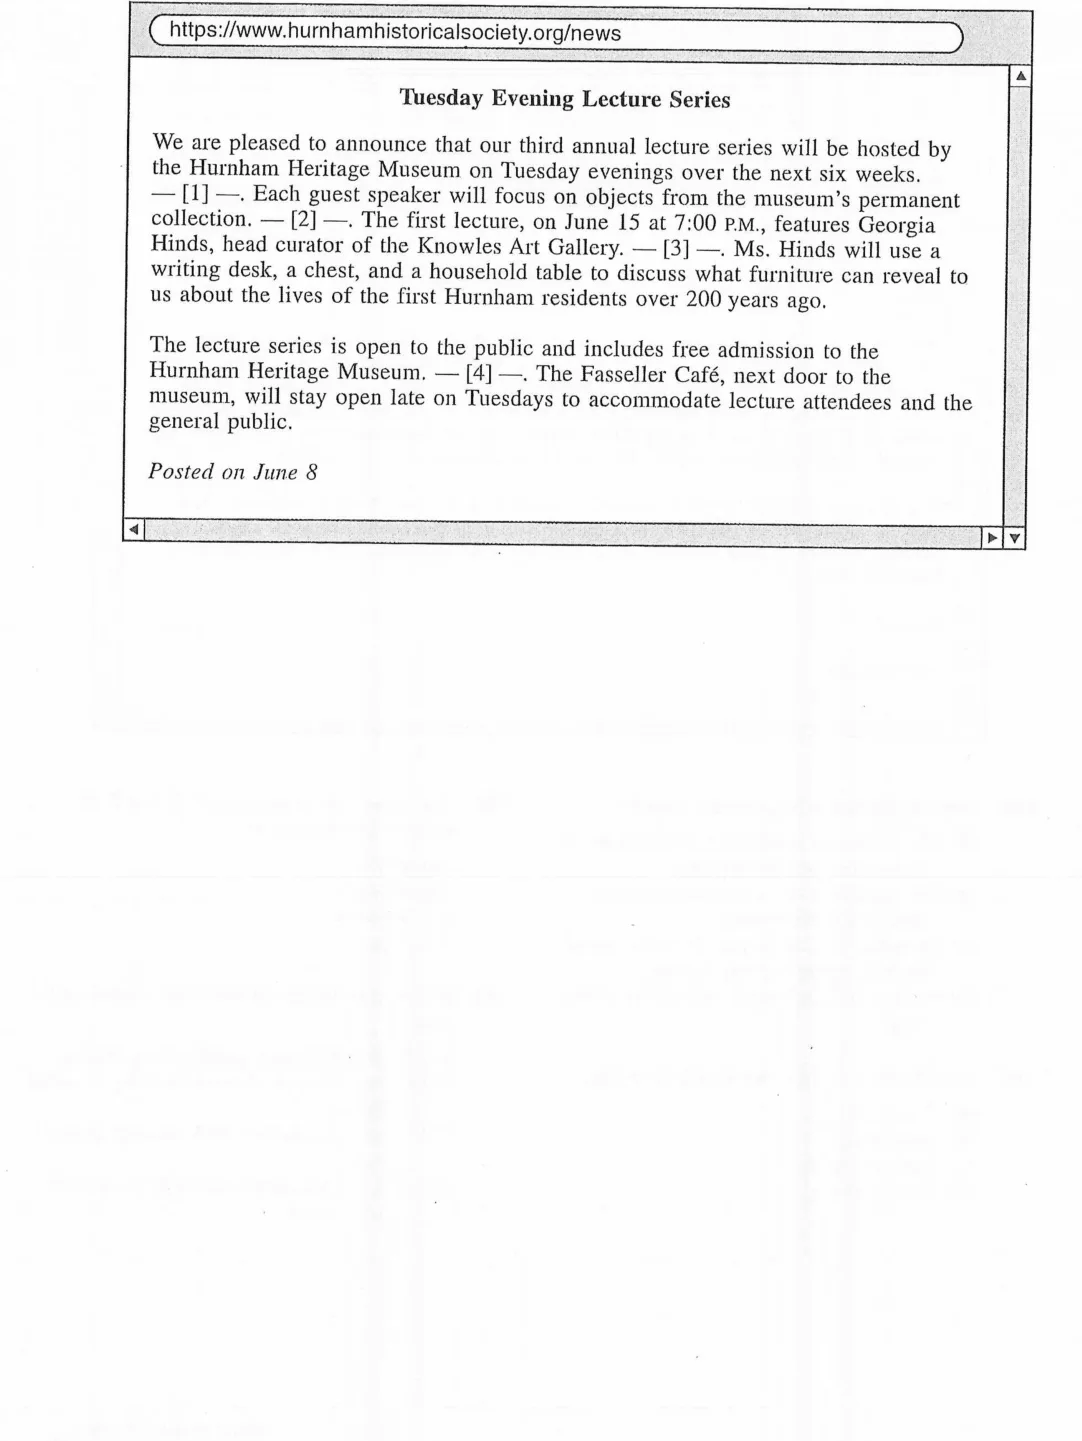 https://www.hurnhamhistoricalsociety.org/news
Tuesday Evening Lecture Series
We are pleased to announce that our third annual lecture series will be hosted by
the Hurnham Heritage Museum on Tuesday evenings over the next six weeks.
— [1] —. Each guest speaker will focus on objects from the museum's permanent
collection. — [2] —. The first lecture, on June 15 at 7:00 P.M., features Georgia
Hinds, head curator of the Knowles Art Gallery. — [3] —. Ms. Hinds will use a
writing desk, a chest, and a household table to discuss what furniture can reveal to
us about the lives of the first Hurnham residents over 200 years ago.
The lecture series is open to the public and includes free admission to the
Hurnham Heritage Museum. — [4] —. The Fasseller Café, next door to the
museum, will stay open late on Tuesdays to accommodate lecture attendees and the
general public.
Posted on June 8